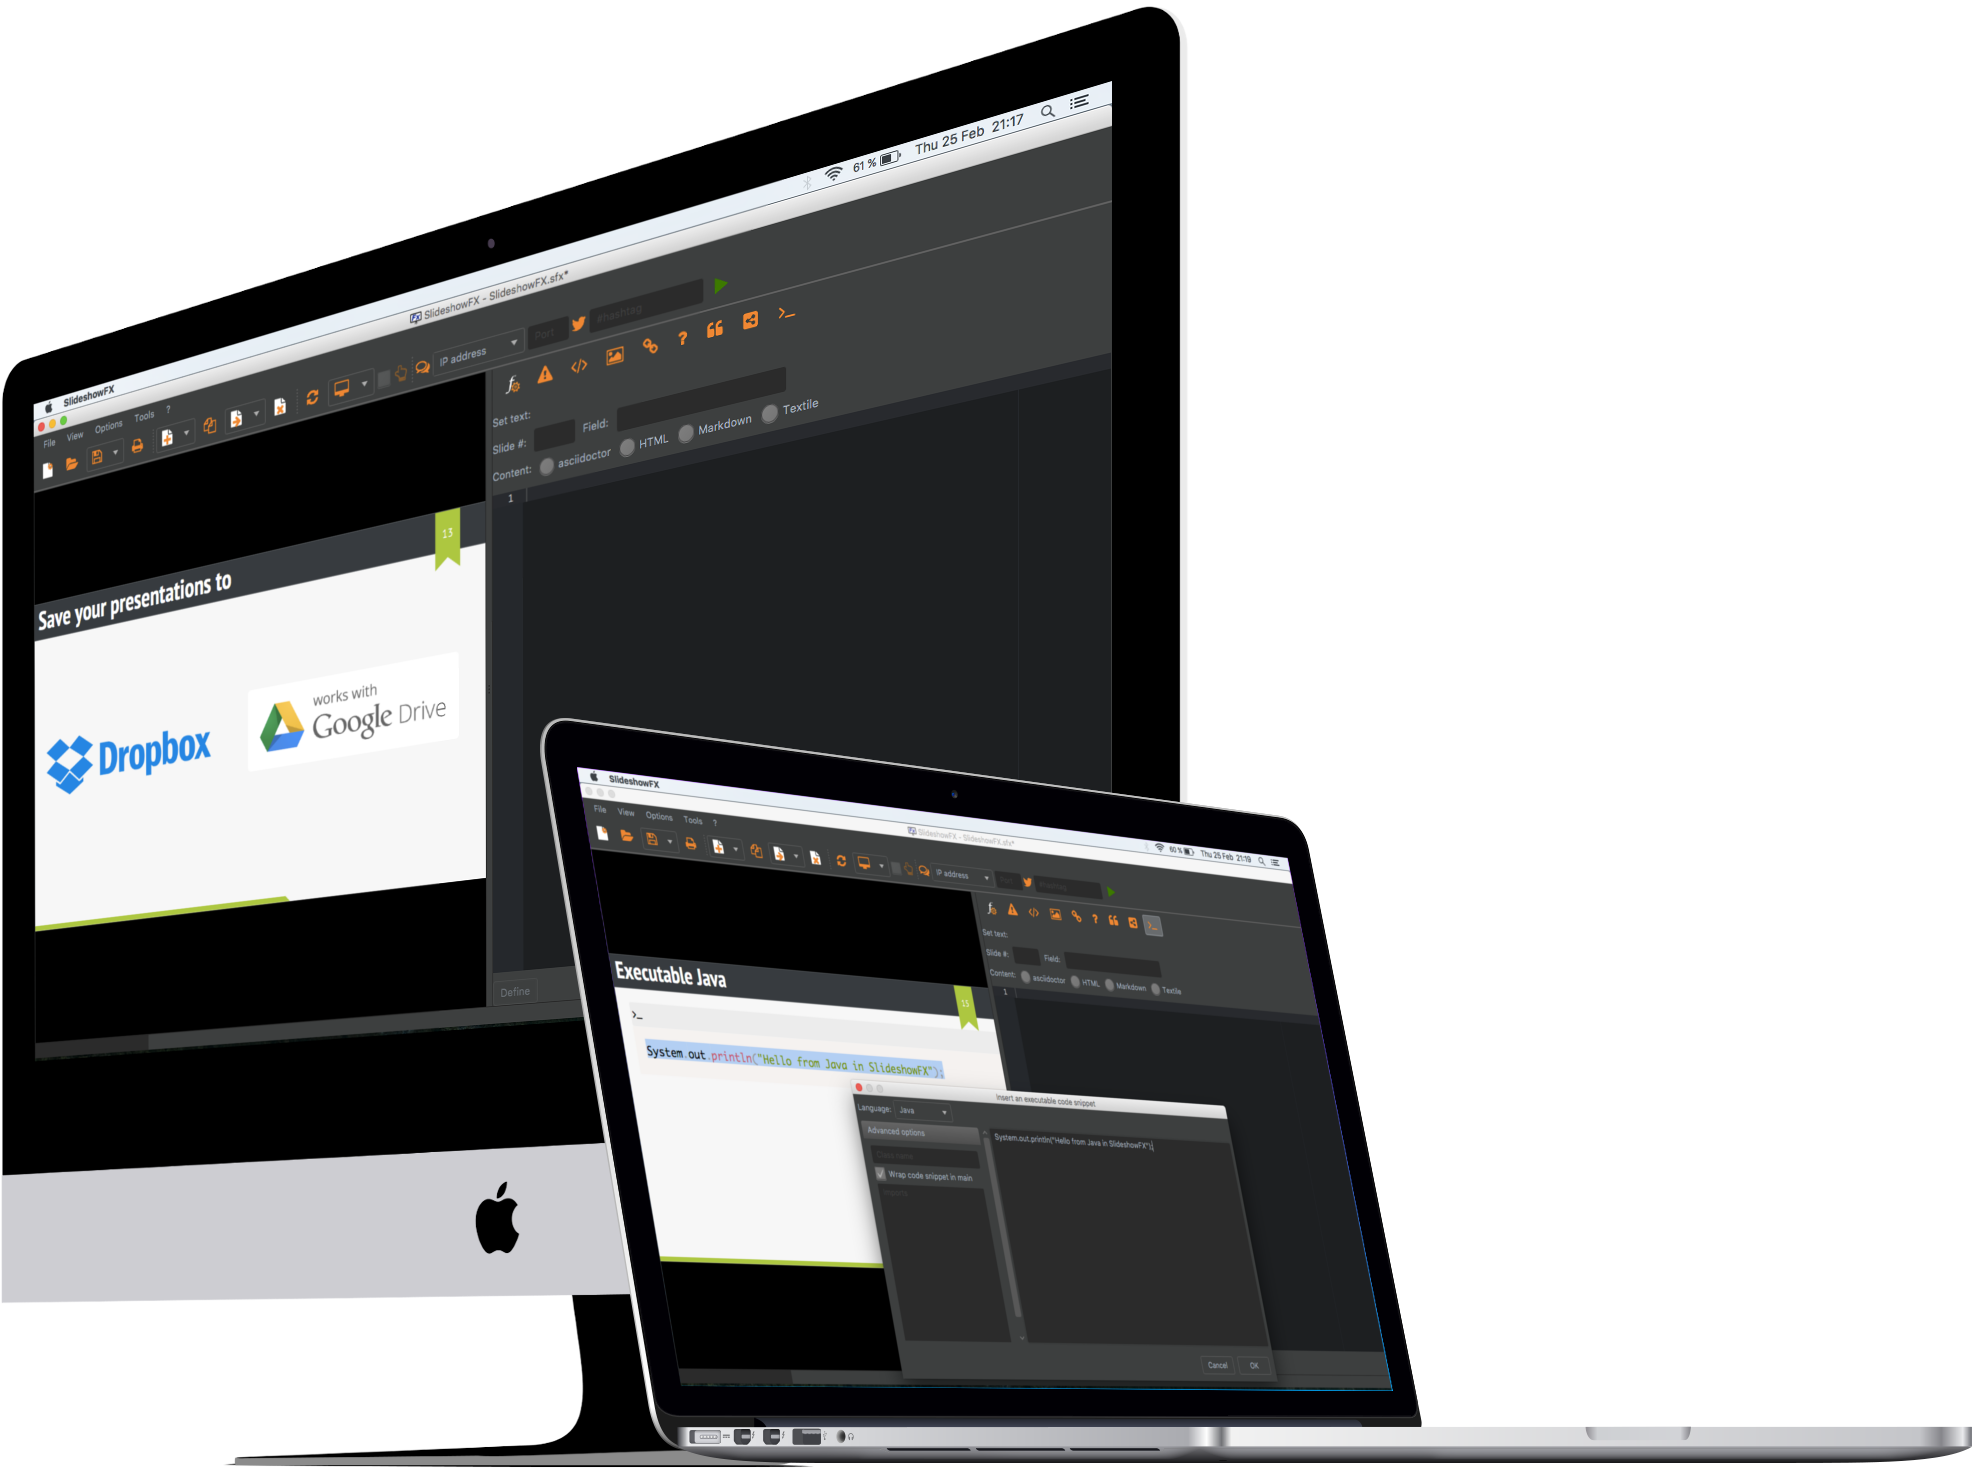 Thu 25 Feb 21:17
61 %
SlideshowFX
SlideshowFX - SlideshowFX.sfx*
File View Options Tools ?
IP address
Port
#hashtag
Set text:
Slide #:
Field:
Content: asciidoctor HTML Markdown Textile
1
13
Save your presentations to
Dropbox
works with
Google Drive
Define
SlideshowFX
60 %
Thu 25 Feb 21:19
SlideshowFX - SlideshowFX.sfx*
File View Options Tools ?
IP address
Port
#hashtag
Set text:
Slide #:
Field:
Content: asciidoctor HTML Markdown Textile
1
Executable Java
15
>_
System.out.println("Hello from Java in SlideshowFX");
Insert an executable code snippet
Language: Java
Advanced options
Class name
Wrap code snippet in main
Imports
System.out.println("Hello from Java in SlideshowFX");
Cancel
OK